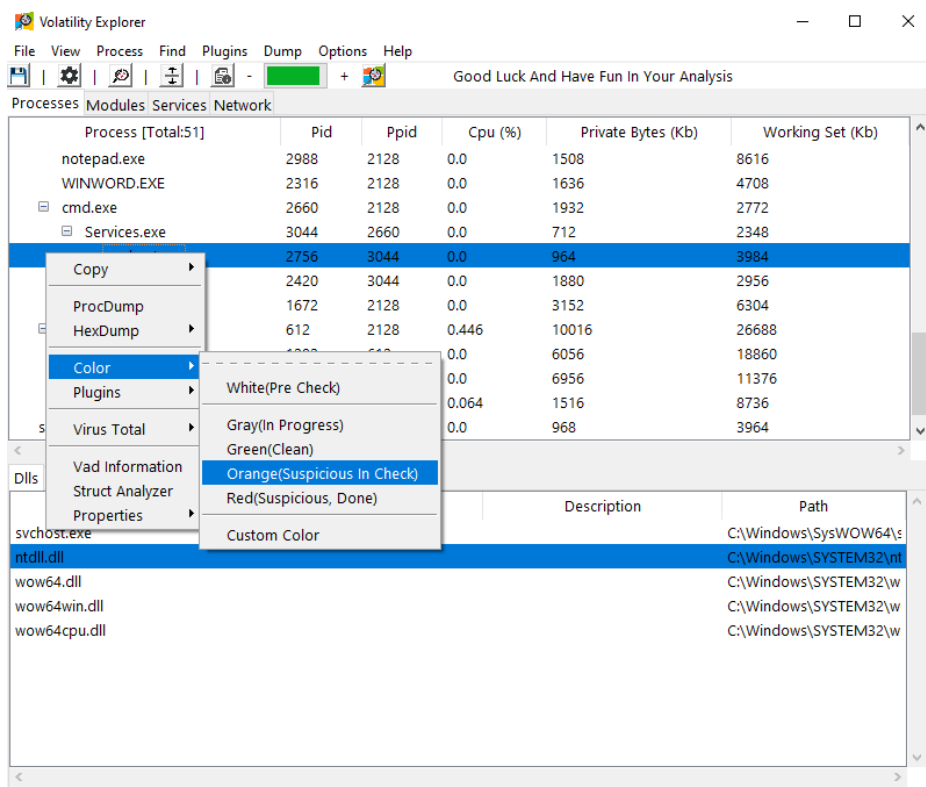 Volatility Explorer
File View Process Find Plugins Dump Options Help
| | | | - + Good Luck And Have Fun In Your Analysis
Processes Modules Services Network
Process [Total:51] Pid Ppid Cpu (%) Private Bytes (Kb) Working Set (Kb)
notepad.exe 2988 2128 0.0 1508 8616
WINWORD.EXE 2316 2128 0.0 1636 4708
cmd.exe 2660 2128 0.0 1932 2772
Services.exe 3044 2660 0.0 712 2348
2756 3044 0.0 964 3984
2420 3044 0.0 1880 2956
1672 2128 0.0 3152 6304
612 2128 0.446 10016 26688
0.0 6056 18860
0.0 6956 11376
0.064 1516 8736
s 0.0 968 3964
Copy
ProcDump
HexDump
Color
Plugins
Virus Total
Vad Information
Struct Analyzer
Properties
White(Pre Check)
Gray(In Progress)
Green(Clean)
Orange(Suspicious In Check)
Red(Suspicious, Done)
Custom Color
Dlls
Description Path
svchost.exe C:\Windows\SysWOW64\s
ntdll.dll C:\Windows\SYSTEM32\nt
wow64.dll C:\Windows\SYSTEM32\w
wow64win.dll C:\Windows\SYSTEM32\w
wow64cpu.dll C:\Windows\SYSTEM32\w